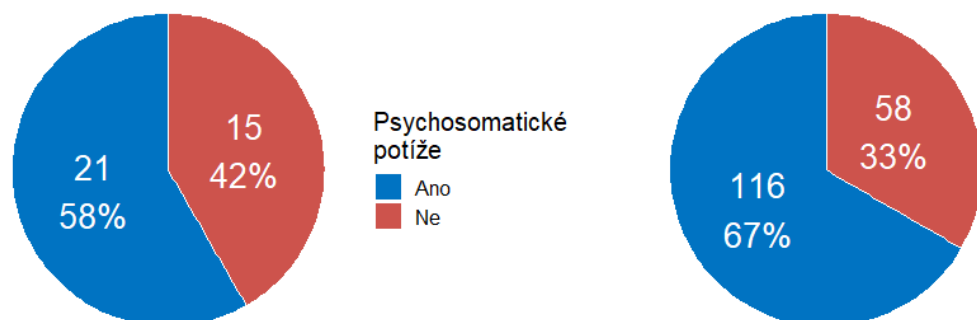 15
42%
21
58%
Psychosomatické
potíže
Ano
Ne
58
33%
116
67%